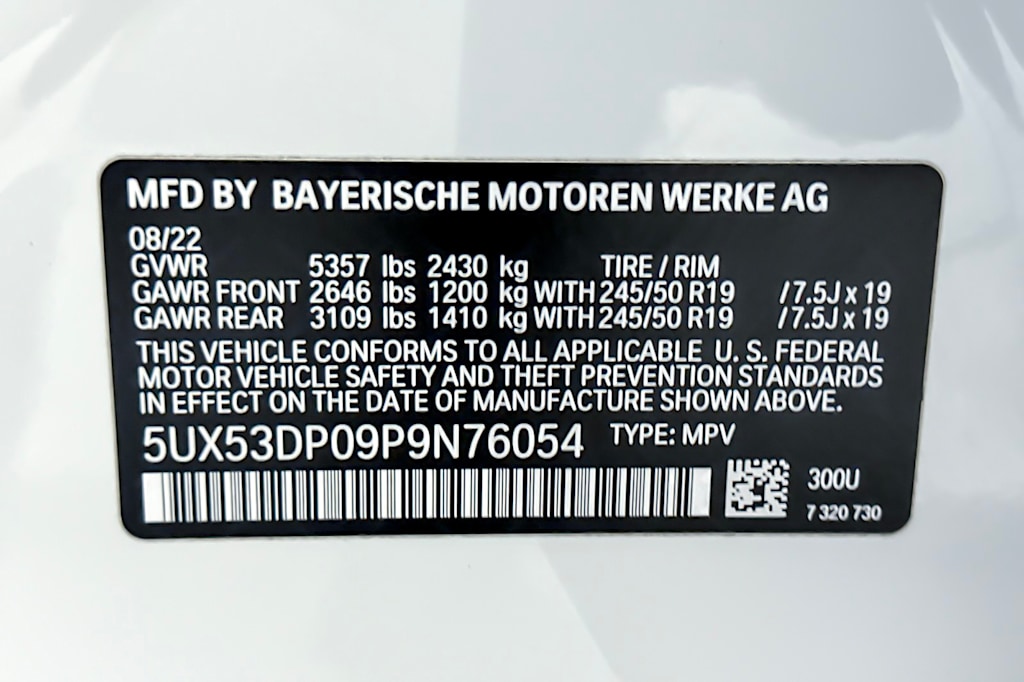 MFD BY BAYERISCHE MOTOREN WERKE AG
08/22
GVWR 5357 lbs 2430 kg TIRE / RIM
GAWR FRONT 2646 lbs 1200 kg WITH 245/50 R19 / 7.5J x 19
GAWR REAR 3109 lbs 1410 kg WITH 245/50 R19 / 7.5J x 19
THIS VEHICLE CONFORMS TO ALL APPLICABLE U. S. FEDERAL
MOTOR VEHICLE SAFETY AND THEFT PREVENTION STANDARDS
IN EFFECT ON THE DATE OF MANUFACTURE SHOWN ABOVE.
5UX53DP09P9N76054 TYPE: MPV
300U
7 320 730